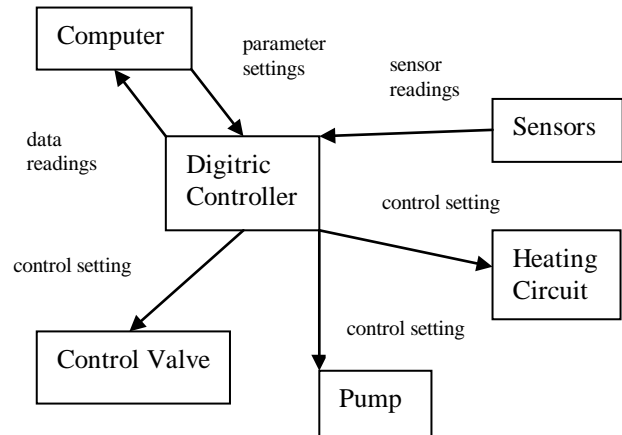 Computer
parameter
settings
sensor
readings
Sensors
data
readings
Digitric
Controller
control setting
Heating
Circuit
control setting
control setting
Control Valve
Pump